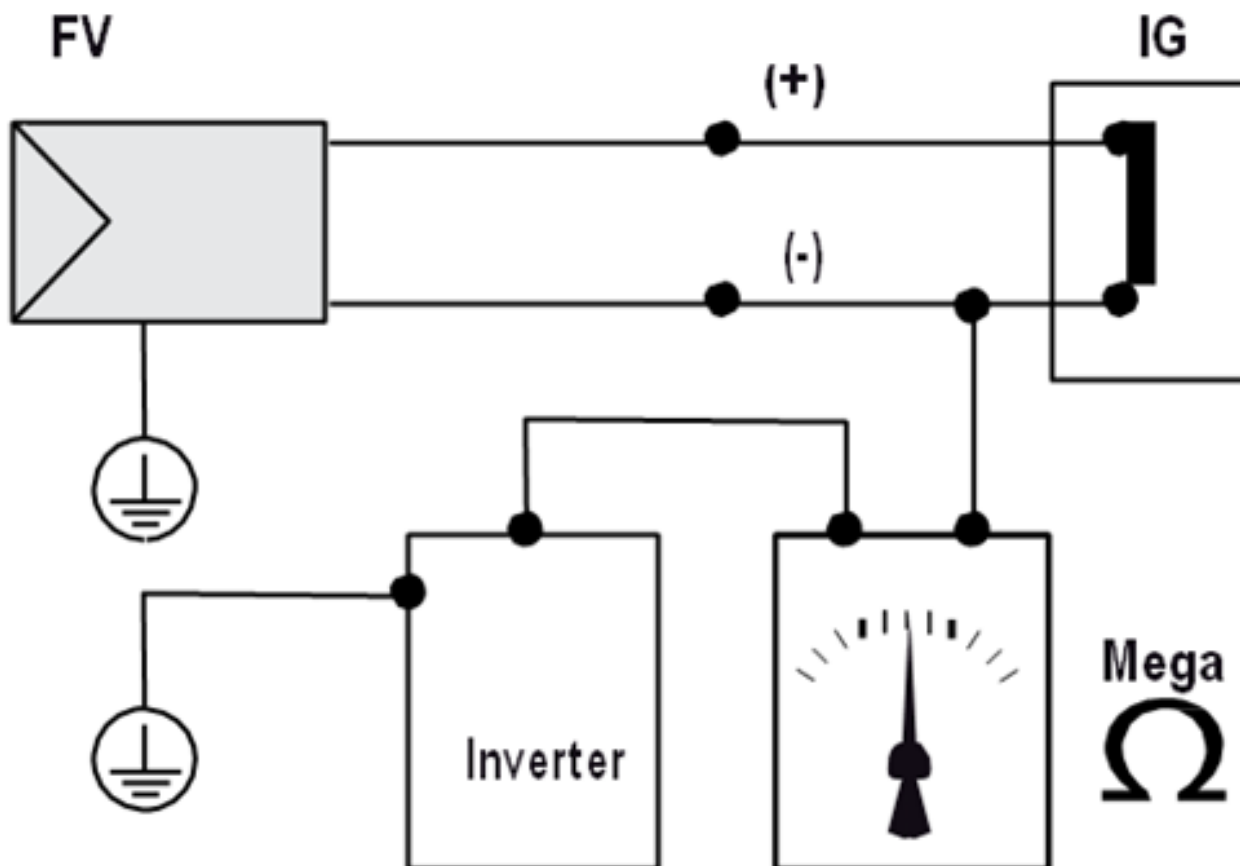 FV
IG
(+)
(-)
Inverter
Mega
Ω